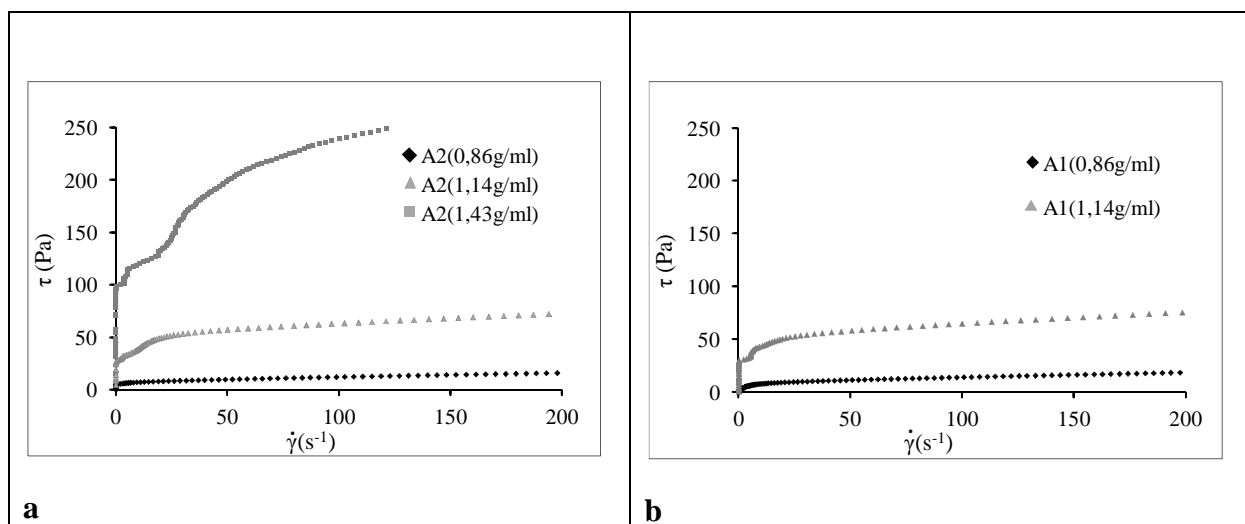 250
200
150
100
50
0
τ (Pa)
A2(0,86g/ml)
A2(1,14g/ml)
A2(1,43g/ml)
0 50 100 150 200
γ̇(s⁻¹)
a
250
200
150
100
50
0
τ (Pa)
A1(0,86g/ml)
A1(1,14g/ml)
0 50 100 150 200
γ̇(s⁻¹)
b